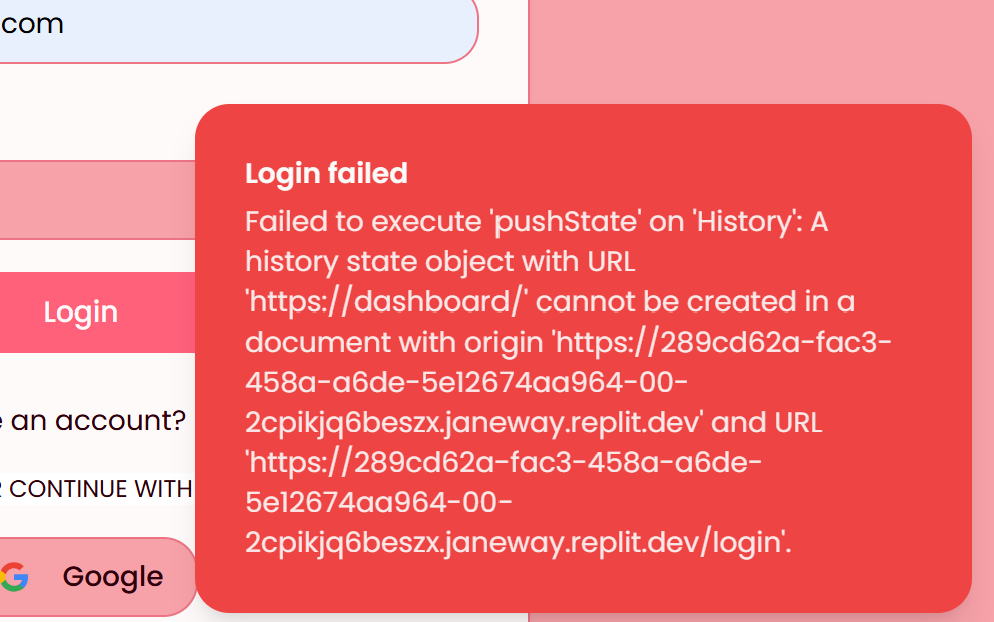 com
Login failed
Failed to execute 'pushState' on 'History': A
history state object with URL
'https://dashboard/' cannot be created in a
document with origin 'https://289cd62a-fac3-
458a-a6de-5e12674aa964-00-
2cpikjq6beszx.janeway.replit.dev' and URL
'https://289cd62a-fac3-458a-a6de-
5e12674aa964-00-
2cpikjq6beszx.janeway.replit.dev/login'.
Login
an account?
CONTINUE WITH
Google